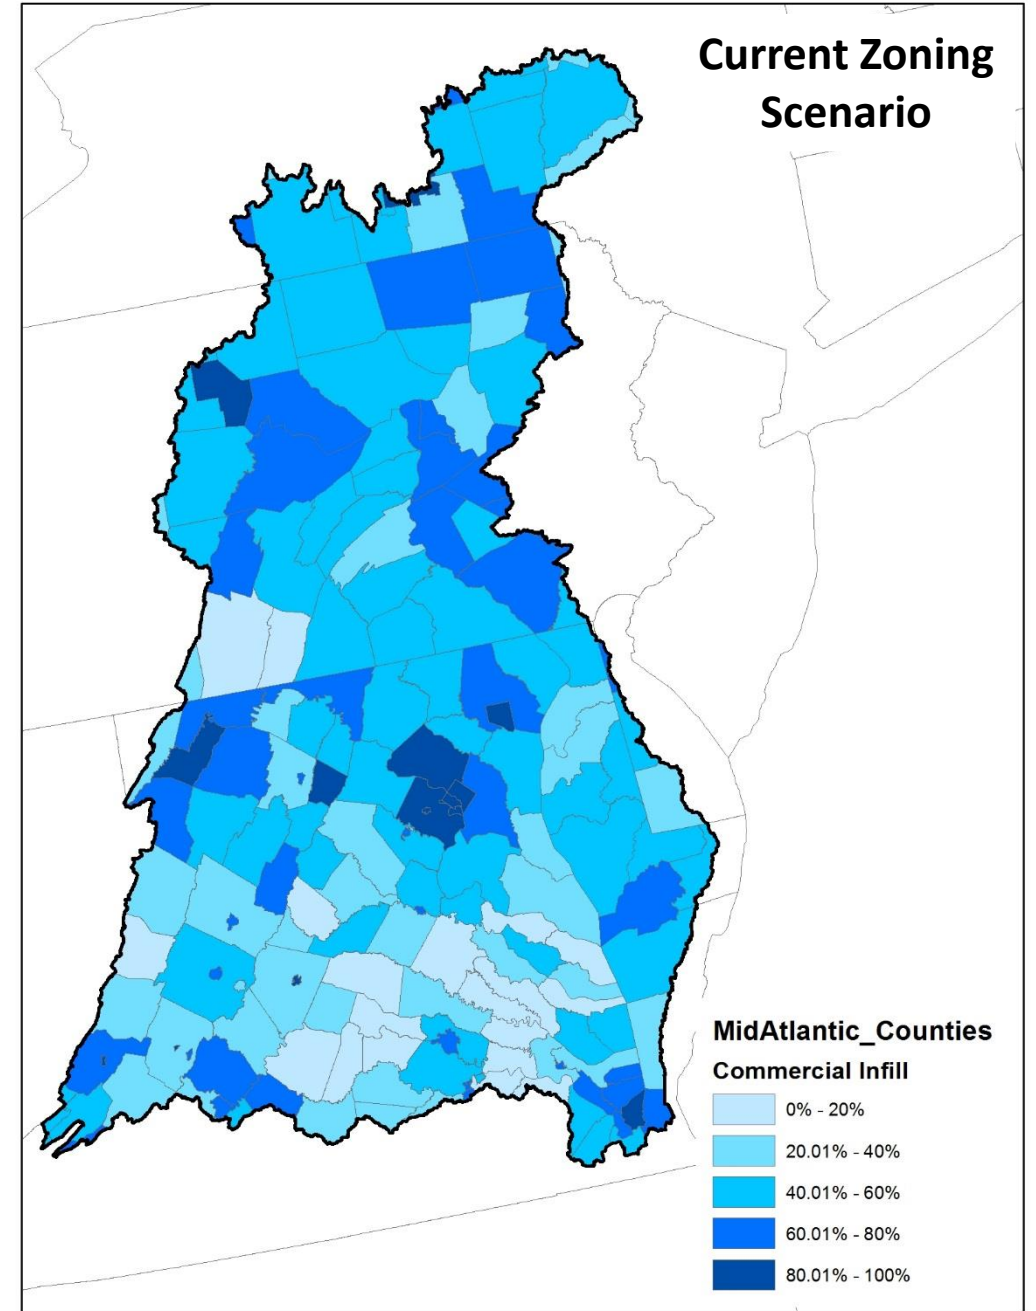 Current Zoning
Scenario
MidAtlantic_Counties
Commercial Infill
0% - 20%
20.01% - 40%
40.01% - 60%
60.01% - 80%
80.01% - 100%